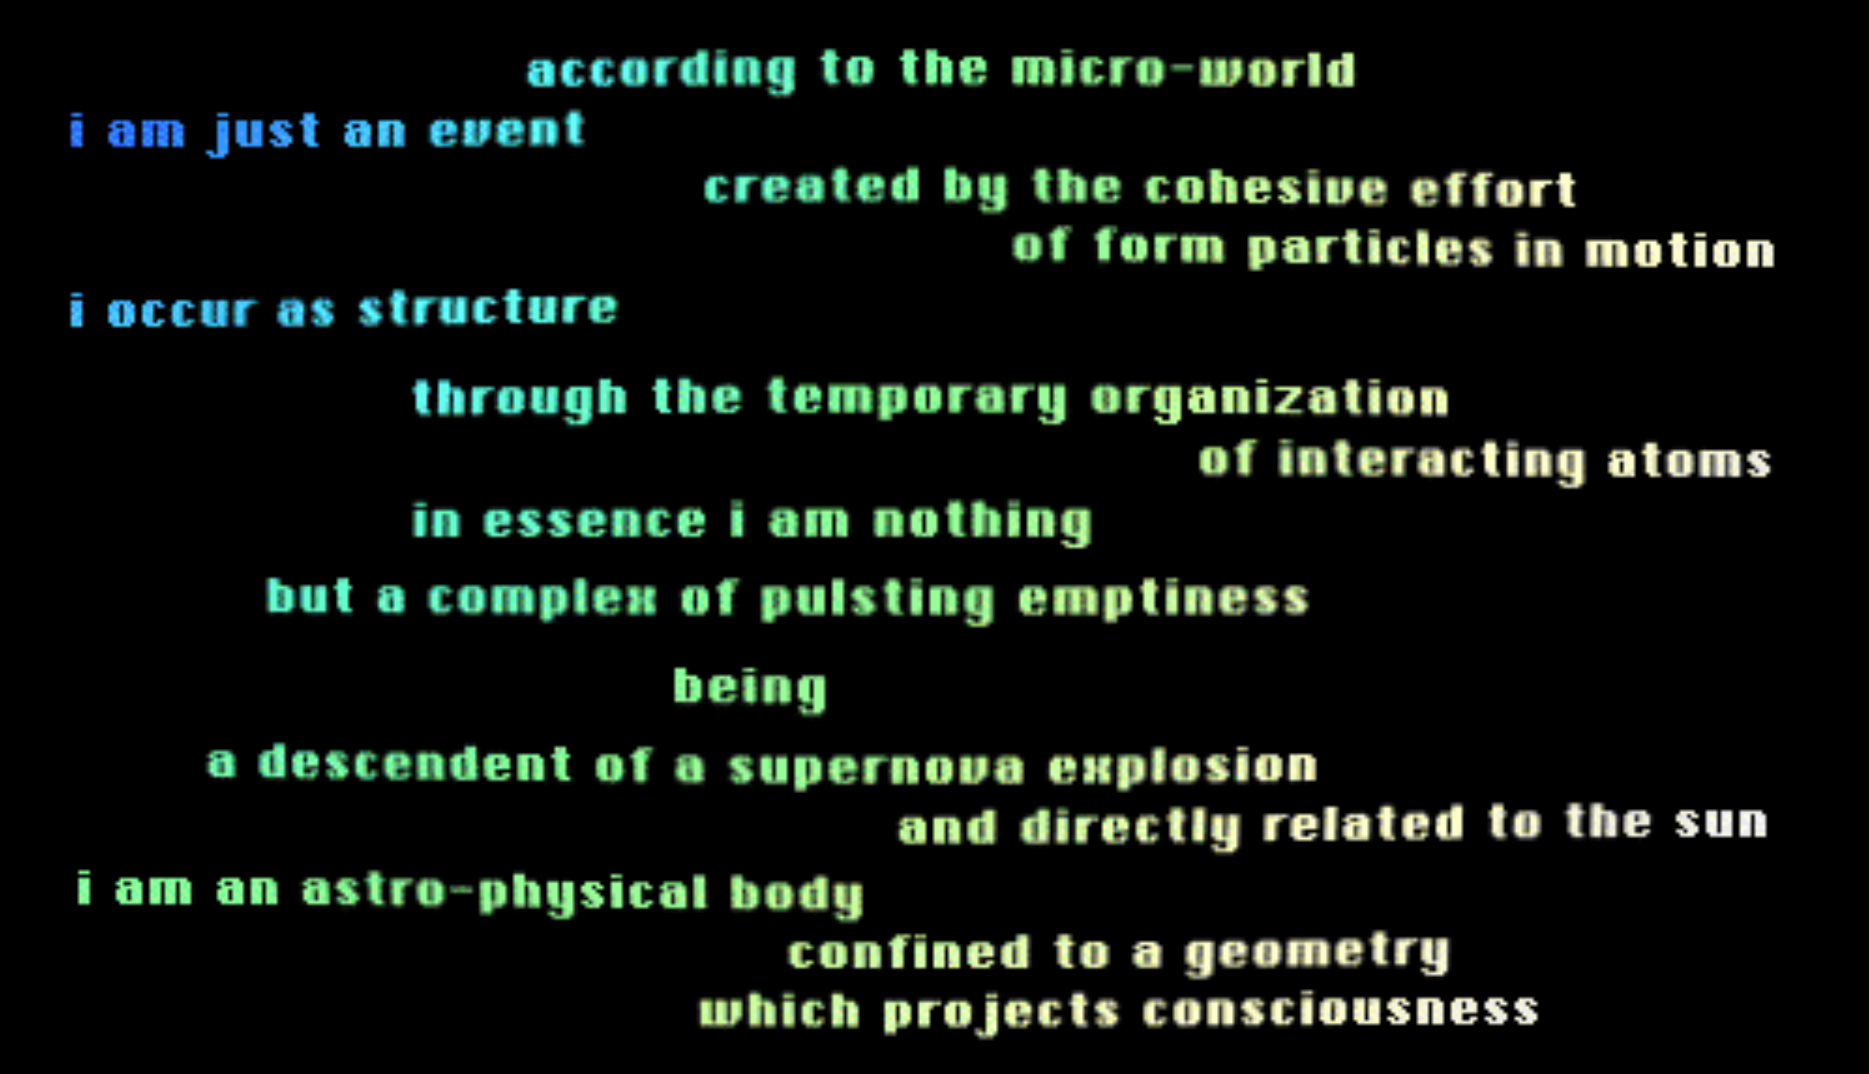 according to the micro-world
i am just an event
created by the cohesive effort
of form particles in motion
i occur as structure
through the temporary organization
of interacting atoms
in essence i am nothing
but a complex of pulsting emptiness
being
a descendent of a supernova explosion
and directly related to the sun
i am an astro-physical body
confined to a geometry
which projects consciousness